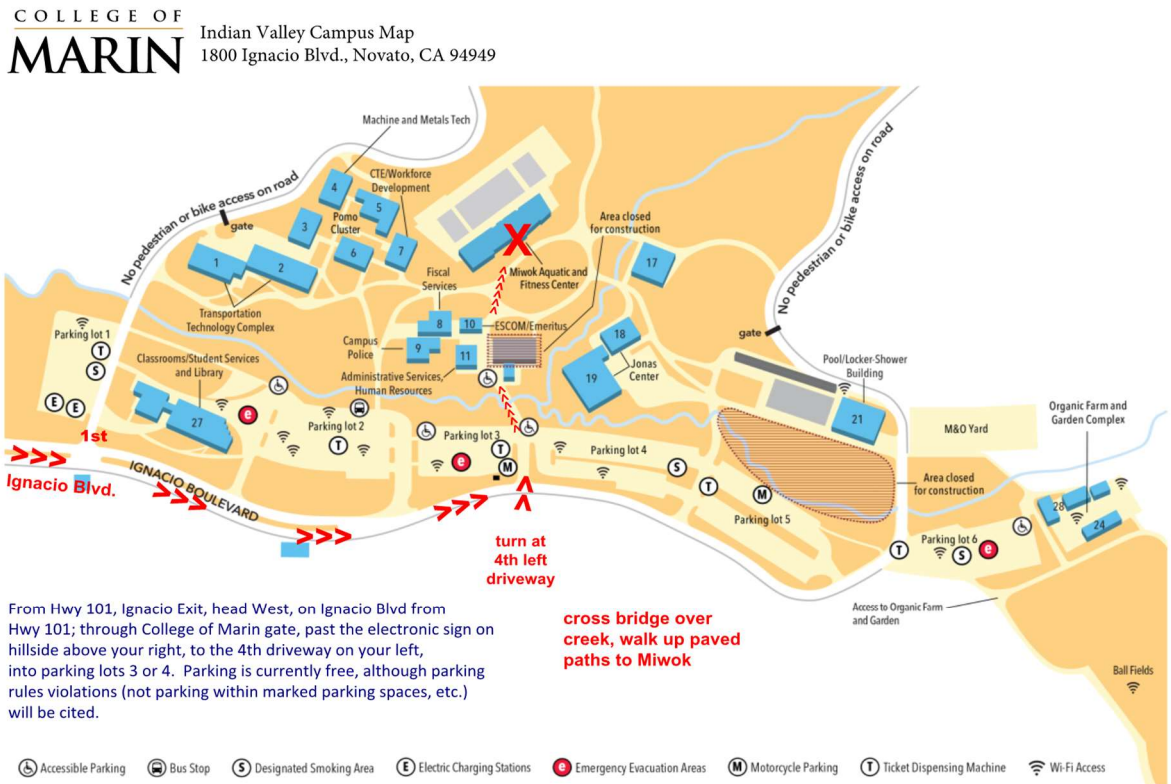 COLLEGE OF
MARIN
Indian Valley Campus Map
1800 Ignacio Blvd., Novato, CA 94949
Machine and Metals Tech
CTE/Workforce
Development
No pedestrian or bike access on road
gate
4
5
3
Pomo
Cluster
6
7
1
2
X
Area closed
for construction
Miwok Aquatic and
Fitness Center
17
No pedestrian or bike access on road
gate
Transportation
Technology Complex
Fiscal
Services
8
10
ESCOM/Emeritus
18
Campus
Police
9
11
Jonas
Center
19
Administrative Services,
Human Resources
Parking lot 1
T
S
E
E
Classrooms/Student Services
and Library
27
e
Parking lot 2
T
Parking lot 3
T
e
M
Parking lot 4
S
T
M
Parking lot 5
Pool/Locker-Shower
Building
21
M&O Yard
Organic Farm and
Garden Complex
Area closed
for construction
28
24
Parking lot 6
T
S
e
Access to Organic Farm
and Garden
Ball Fields
1st
>>>
Ignacio Blvd.
IGNACIO BOULEVARD
>>>
>>>
>>>
turn at
4th left
driveway
cross bridge over
creek, walk up paved
paths to Miwok
From Hwy 101, Ignacio Exit, head West, on Ignacio Blvd from
Hwy 101; through College of Marin gate, past the electronic sign on
hillside above your right, to the 4th driveway on your left,
into parking lots 3 or 4.  Parking is currently free, although parking
rules violations (not parking within marked parking spaces, etc.)
will be cited.
Accessible Parking
Bus Stop
S Designated Smoking Area
E Electric Charging Stations
e Emergency Evacuation Areas
M Motorcycle Parking
T Ticket Dispensing Machine
Wi-Fi Access